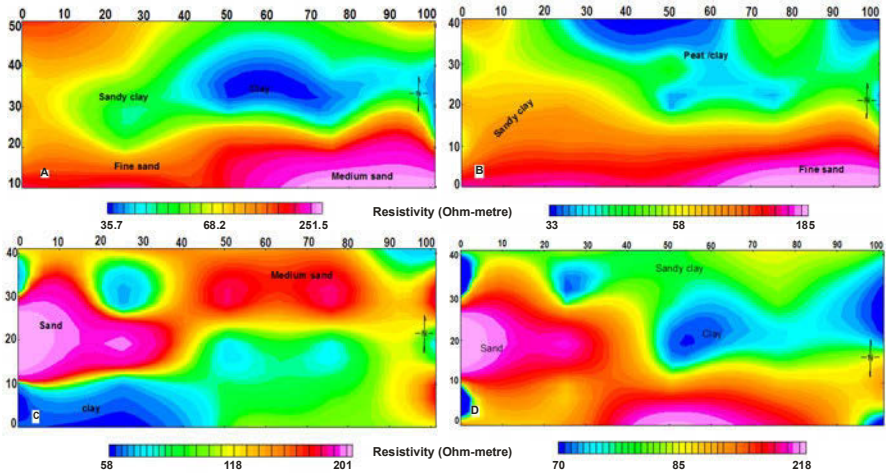 0 10 20 30 40 50 60 70 80 90 100
50
40
30
20
10
Sandy clay
Clay
N
Fine sand
A
Medium sand
0 10 20 30 40 50 60 70 80 90 100
40
30
20
10
0
Peat /clay
Sandy clay
N
Fine sand
B
Resistivity (Ohm-metre)
35.7 68.2 251.5
33 58 185
0 10 20 30 40 50 60 70 80 90 100
40
30
20
10
0
Medium sand
Sand
N
clay
C
0 10 20 30 40 50 60 70 80 90 100
40
30
20
10
0
Sandy clay
Clay
Sand
N
D
Resistivity (Ohm-metre)
58 118 201
70 85 218